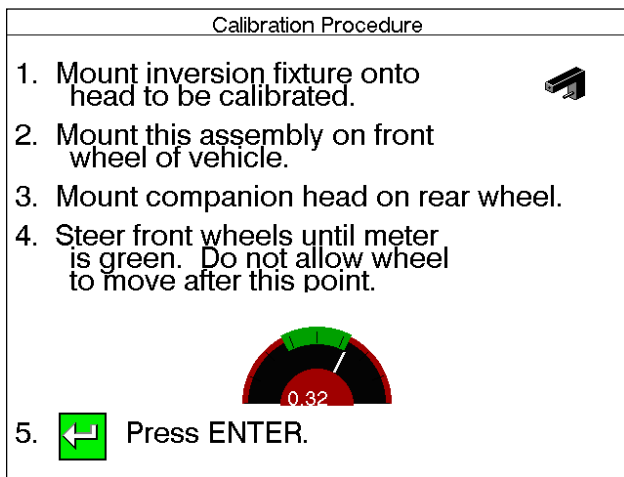 Calibration Procedure
1. Mount inversion fixture onto
head to be calibrated.
2. Mount this assembly on front
wheel of vehicle.
3. Mount companion head on rear wheel.
4. Steer front wheels until meter
is green. Do not allow wheel
to move after this point.
0.32
5. Press ENTER.